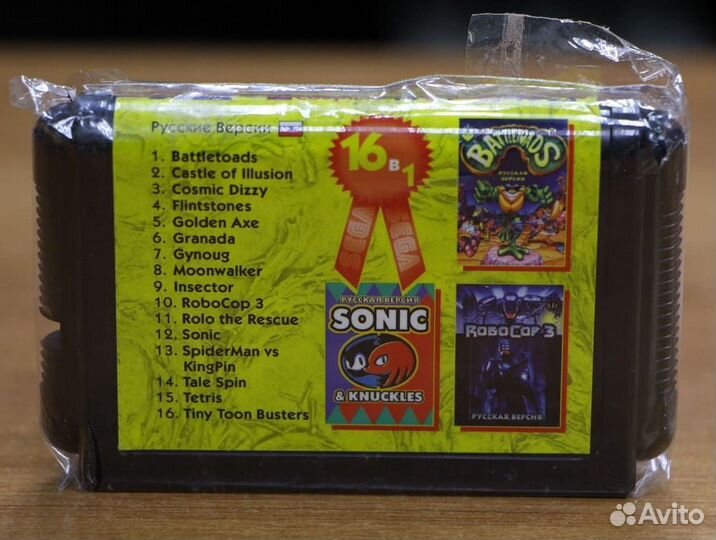 Русские Версии
1. Battletoads
2. Castle of Illusion
3. Cosmic Dizzy
4. Flintstones
5. Golden Axe
6. Granada
7. Gynoug
8. Moonwalker
9. Insector
10. RoboCop 3
11. Rolo the Rescue
12. Sonic
13. SpiderMan vs
KingPin
14. Tale Spin
15. Tetris
16. Tiny Toon Busters
16 в 1
SEGA
SEGA
BATTLETOADS
РУССКАЯ
ВЕРСИЯ
РУССКАЯ ВЕРСИЯ
SONIC
& KNUCKLES
ROBOCOP 3
РУССКАЯ ВЕРСИЯ
Avito